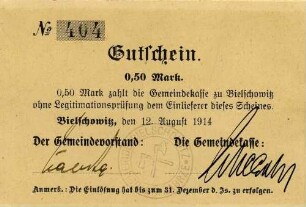 № 404
Gutschein.
0,50 Mark.
0,50 Mark zahlt die Gemeindekasse zu Bielschowitz
ohne Legitimationsprüfung dem Einlieferer dieses Scheines.
Bielschowitz, den 12. August 1914
Der Gemeindevorstand: Die Gemeindekasse:
Anmerk.: Die Einlösung hat bis zum 31. Dezember d. Js. zu erfolgen.